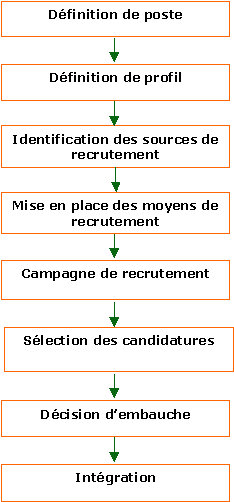 Définition de poste
Définition de profil
Identification des sources de
recrutement
Mise en place des moyens de
recrutement
Campagne de recrutement
Sélection des candidatures
Décision d’embauche
Intégration